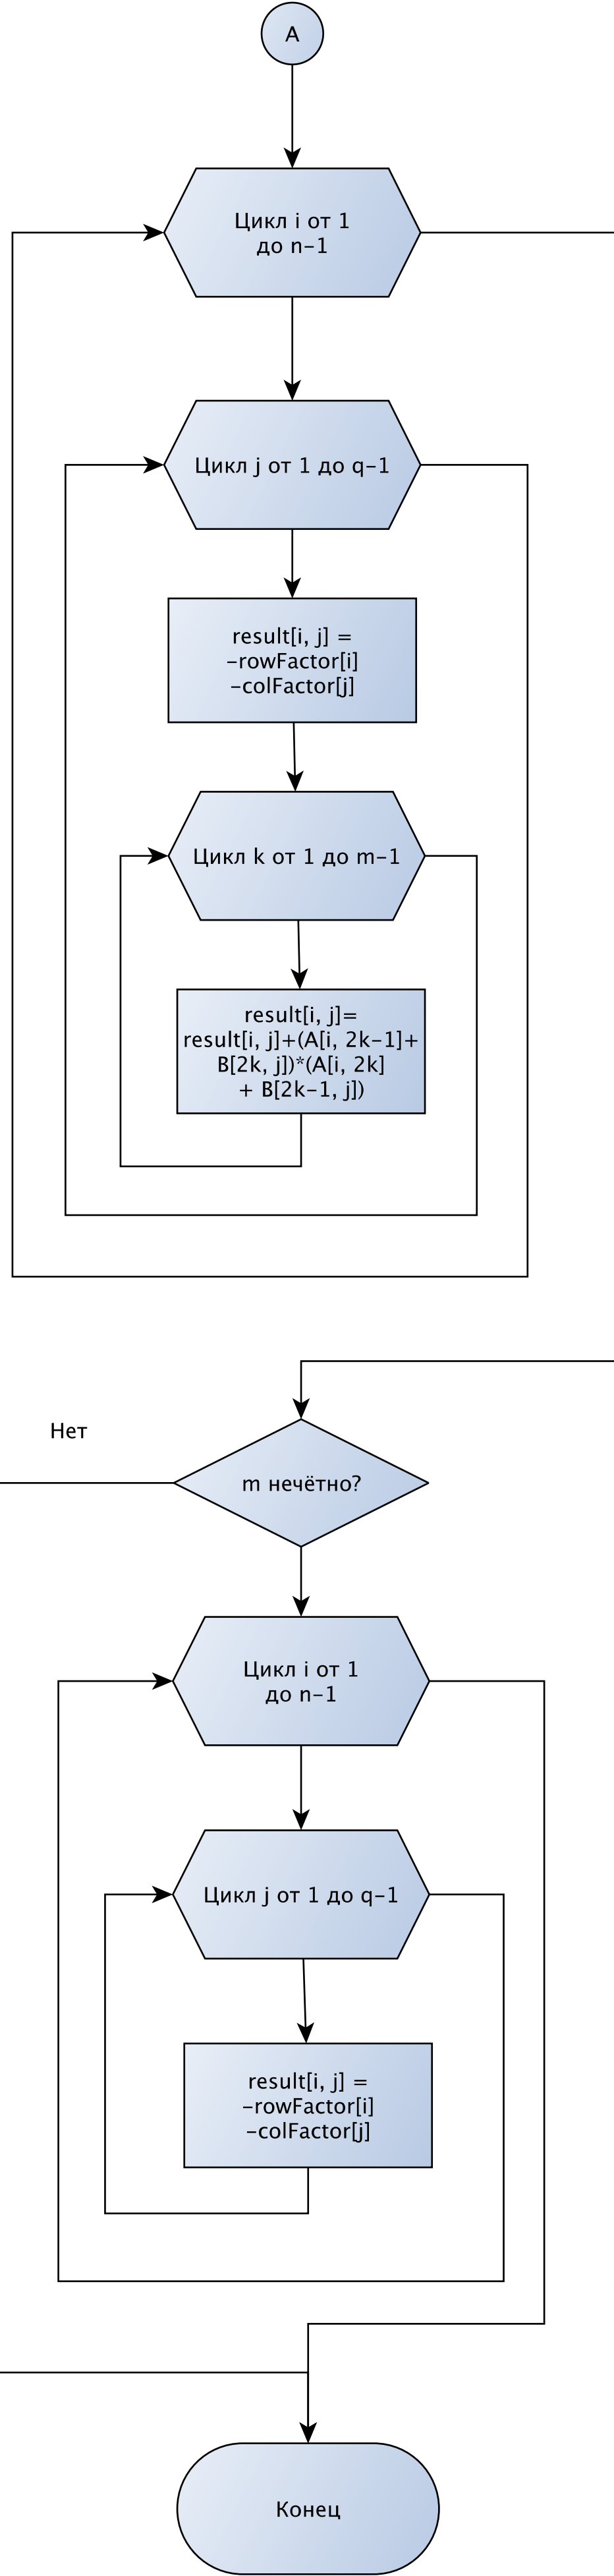 A
Цикл i от 1
до n-1
Цикл j от 1 до q-1
result[i, j] =
-rowFactor[i]
-colFactor[j]
Цикл k от 1 до m-1
result[i, j]=
result[i, j]+(A[i, 2k-1]+
B[2k, j])*(A[i, 2k]
+ B[2k-1, j])
Нет
m нечётно?
Цикл i от 1
до n-1
Цикл j от 1 до q-1
result[i, j] =
-rowFactor[i]
-colFactor[j]
Конец